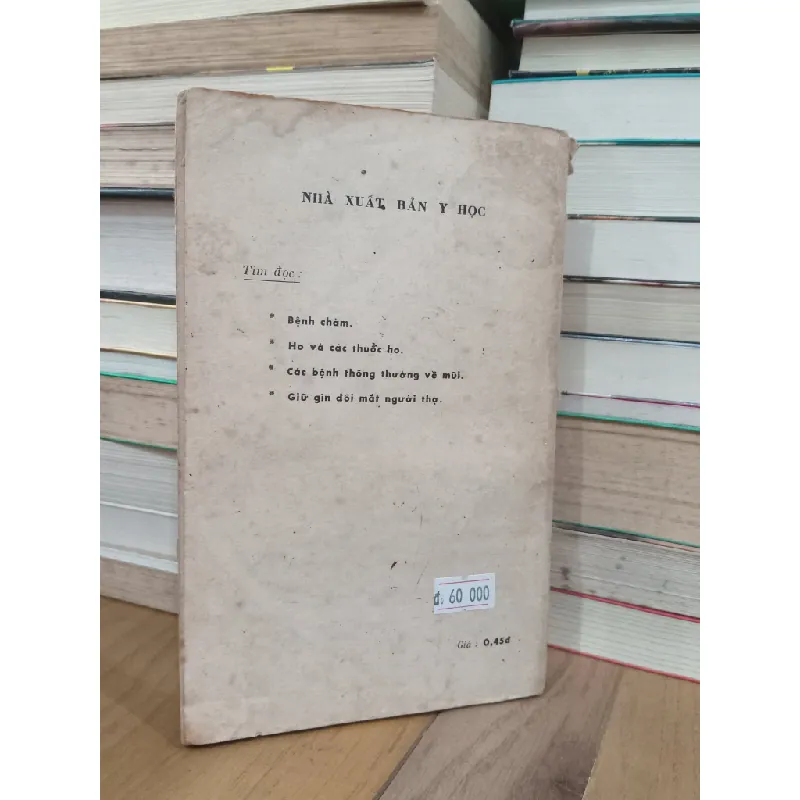 NHÀ XUẤT BẢN Y HỌC
Tìm đọc :
* Bệnh chàm.
* Ho và các thuốc ho.
* Các bệnh thông thường về mũi.
* Giữ gìn đôi mắt người thợ.
đ. 60 000
Giá : 0,45đ